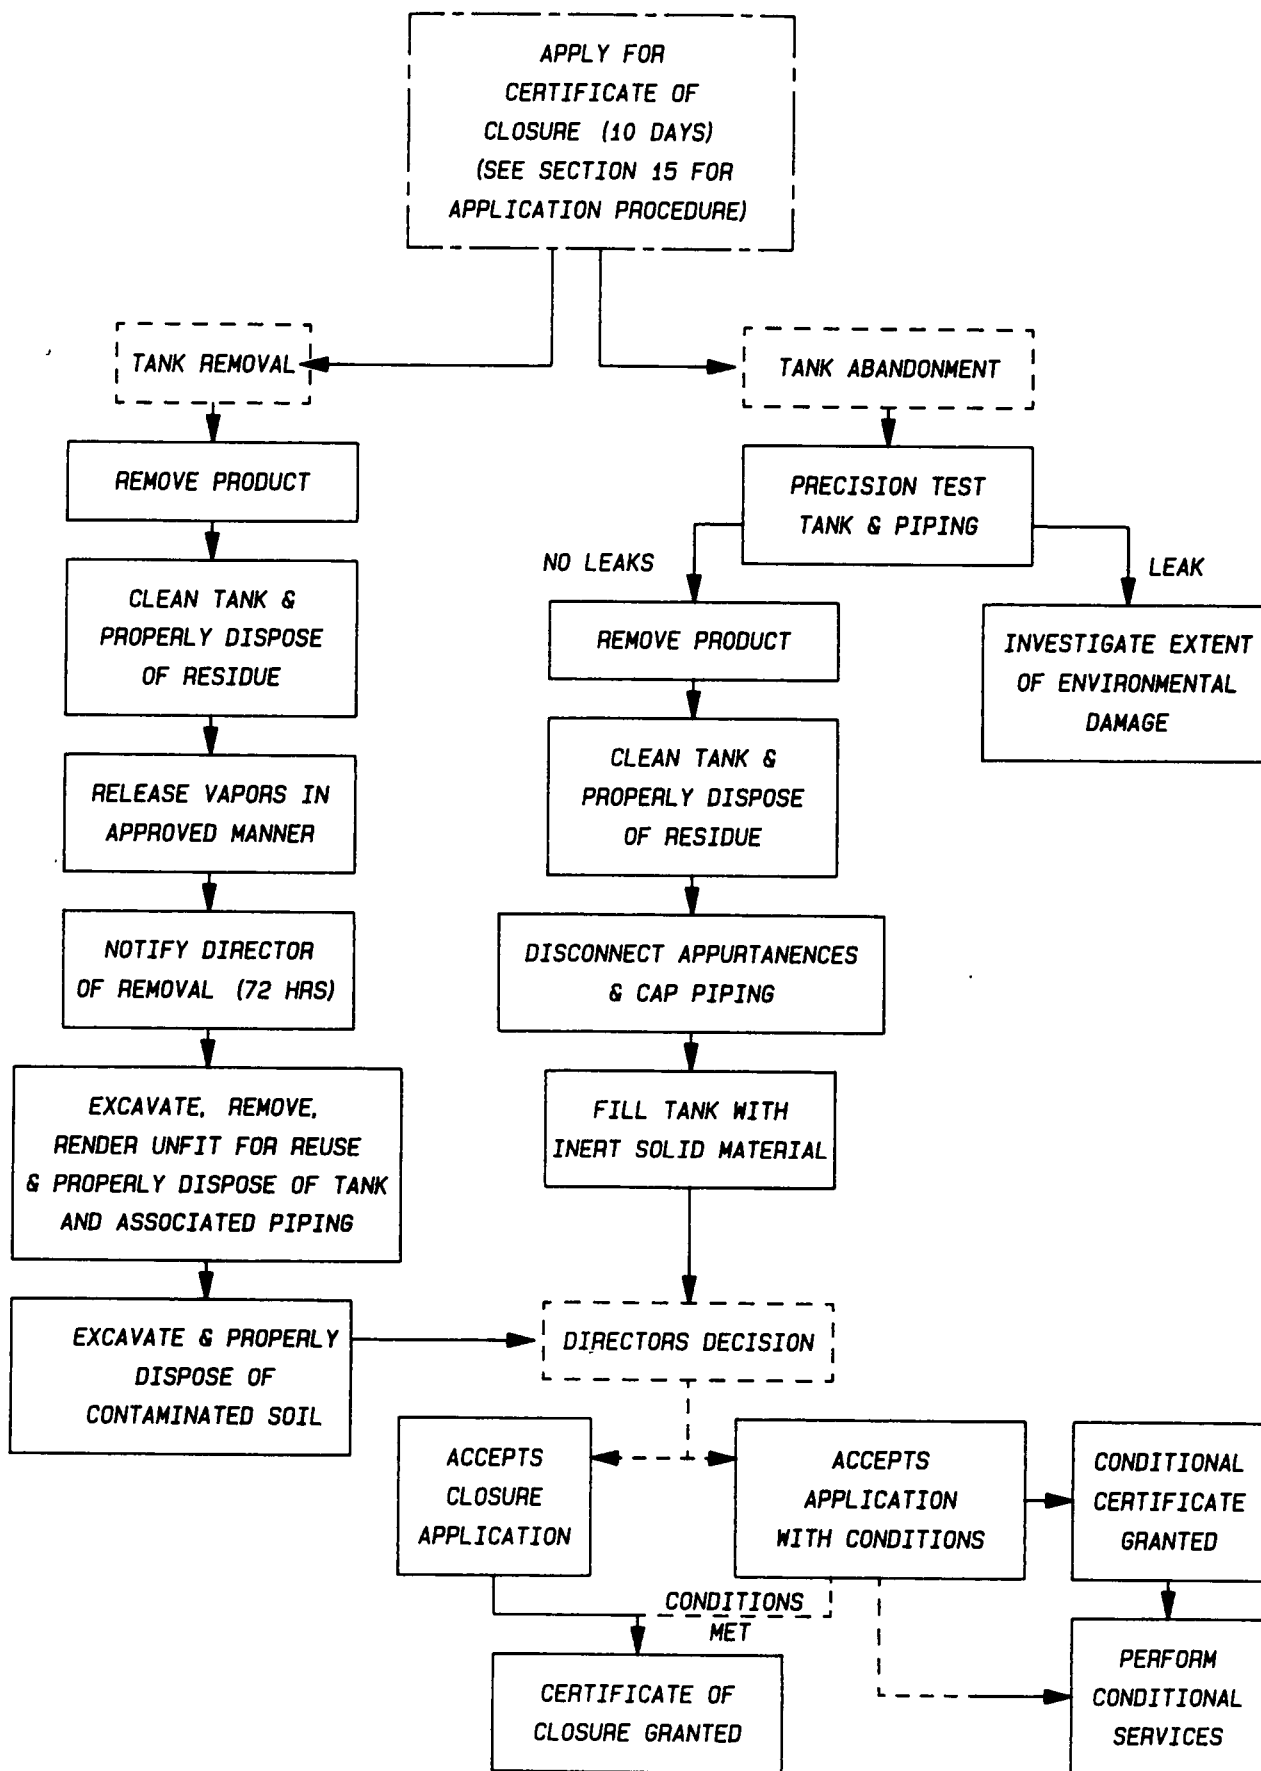 APPLY FOR
CERTIFICATE OF
CLOSURE (10 DAYS)
(SEE SECTION 15 FOR
APPLICATION PROCEDURE)
TANK REMOVAL
REMOVE PRODUCT
CLEAN TANK &
PROPERLY DISPOSE
OF RESIDUE
RELEASE VAPORS IN
APPROVED MANNER
NOTIFY DIRECTOR
OF REMOVAL (72 HRS)
EXCAVATE, REMOVE,
RENDER UNFIT FOR REUSE
& PROPERLY DISPOSE OF TANK
AND ASSOCIATED PIPING
EXCAVATE & PROPERLY
DISPOSE OF
CONTAMINATED SOIL
TANK ABANDONMENT
PRECISION TEST
TANK & PIPING
NO LEAKS
LEAK
REMOVE PRODUCT
INVESTIGATE EXTENT
OF ENVIRONMENTAL
DAMAGE
CLEAN TANK &
PROPERLY DISPOSE
OF RESIDUE
DISCONNECT APPURTANENCES
& CAP PIPING
FILL TANK WITH
INERT SOLID MATERIAL
DIRECTORS DECISION
ACCEPTS
CLOSURE
APPLICATION
ACCEPTS
APPLICATION
WITH CONDITIONS
CONDITIONAL
CERTIFICATE
GRANTED
CONDITIONS
MET
CERTIFICATE OF
CLOSURE GRANTED
PERFORM
CONDITIONAL
SERVICES